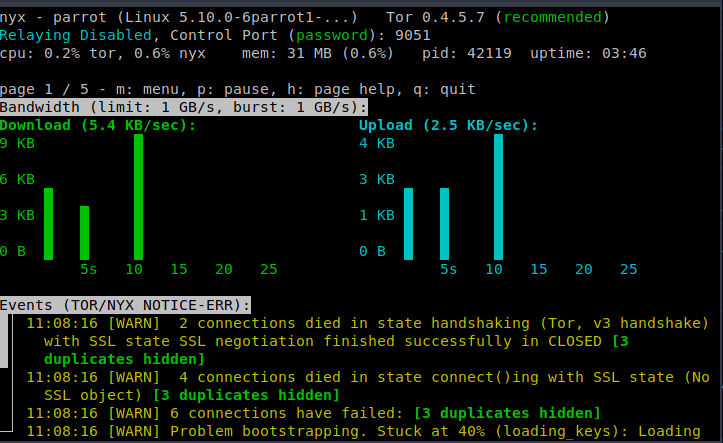 nyx - parrot (Linux 5.10.0-6parrot1-...)   Tor 0.4.5.7 (recommended)
Relaying Disabled, Control Port (password): 9051
cpu: 0.2% tor, 0.6% nyx    mem: 31 MB (0.6%)   pid: 42119   uptime: 03:46
page 1 / 5 - m: menu, p: pause, h: page help, q: quit
Bandwidth (limit: 1 GB/s, burst: 1 GB/s):
Download (5.4 KB/sec):   Upload (2.5 KB/sec):
9 KB   4 KB
6 KB   3 KB
3 KB   1 KB
0 B   0 B
5s   10   15   20   25   5s   10   15   20   25
Events (TOR/NYX NOTICE-ERR):
11:08:16 [WARN]  2 connections died in state handshaking (Tor, v3 handshake)
with SSL state SSL negotiation finished successfully in CLOSED [3
duplicates hidden]
11:08:16 [WARN]  4 connections died in state connect()ing with SSL state (No
SSL object) [3 duplicates hidden]
11:08:16 [WARN] 6 connections have failed: [3 duplicates hidden]
11:08:16 [WARN] Problem bootstrapping. Stuck at 40% (loading_keys): Loading